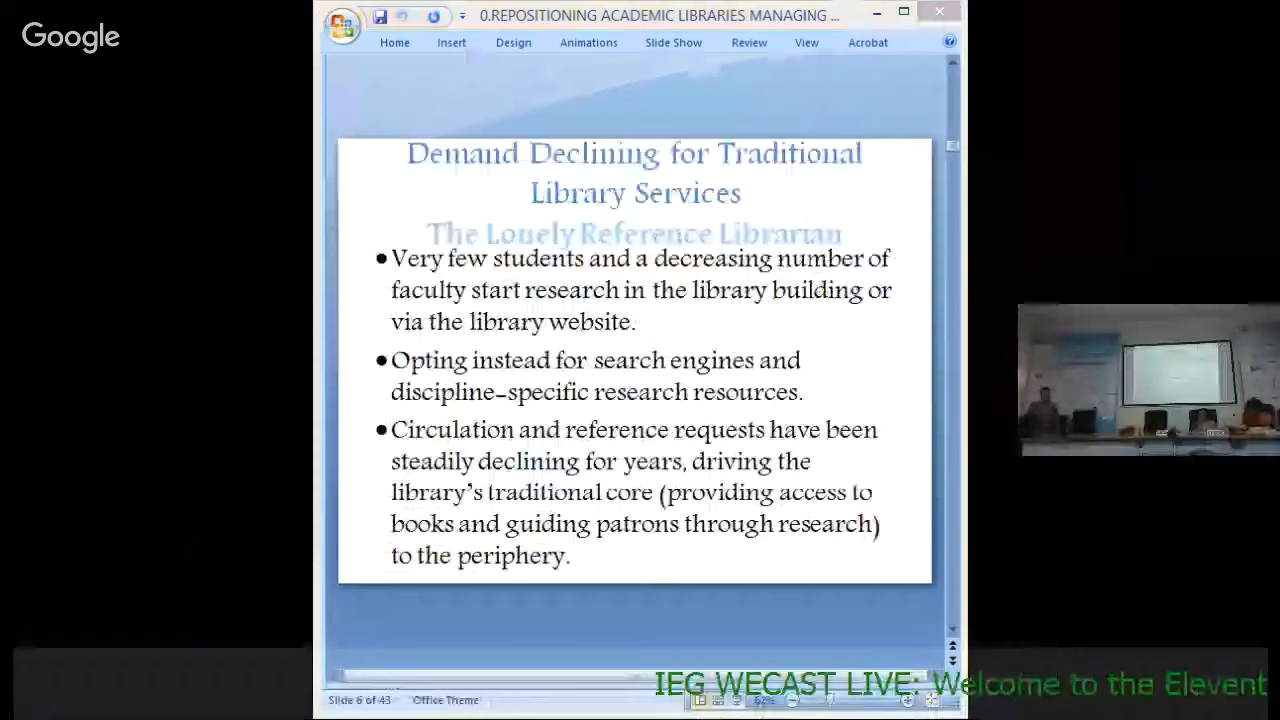 Google
0.REPOSITIONING ACADEMIC LIBRARIES MANAGING ...
Home Insert Design Animations Slide Show Review View Acrobat
Demand Declining for Traditional
Library Services
The Lonely Reference Librarian
•Very few students and a decreasing number of
faculty start research in the library building or
via the library website.
•Opting instead for search engines and
discipline-specific research resources.
•Circulation and reference requests have been
steadily declining for years, driving the
library's traditional core (providing access to
books and guiding patrons through research)
to the periphery.
IEG WECAST LIVE: Welcome to the Elevent
Slide 6 of 43 Office Theme